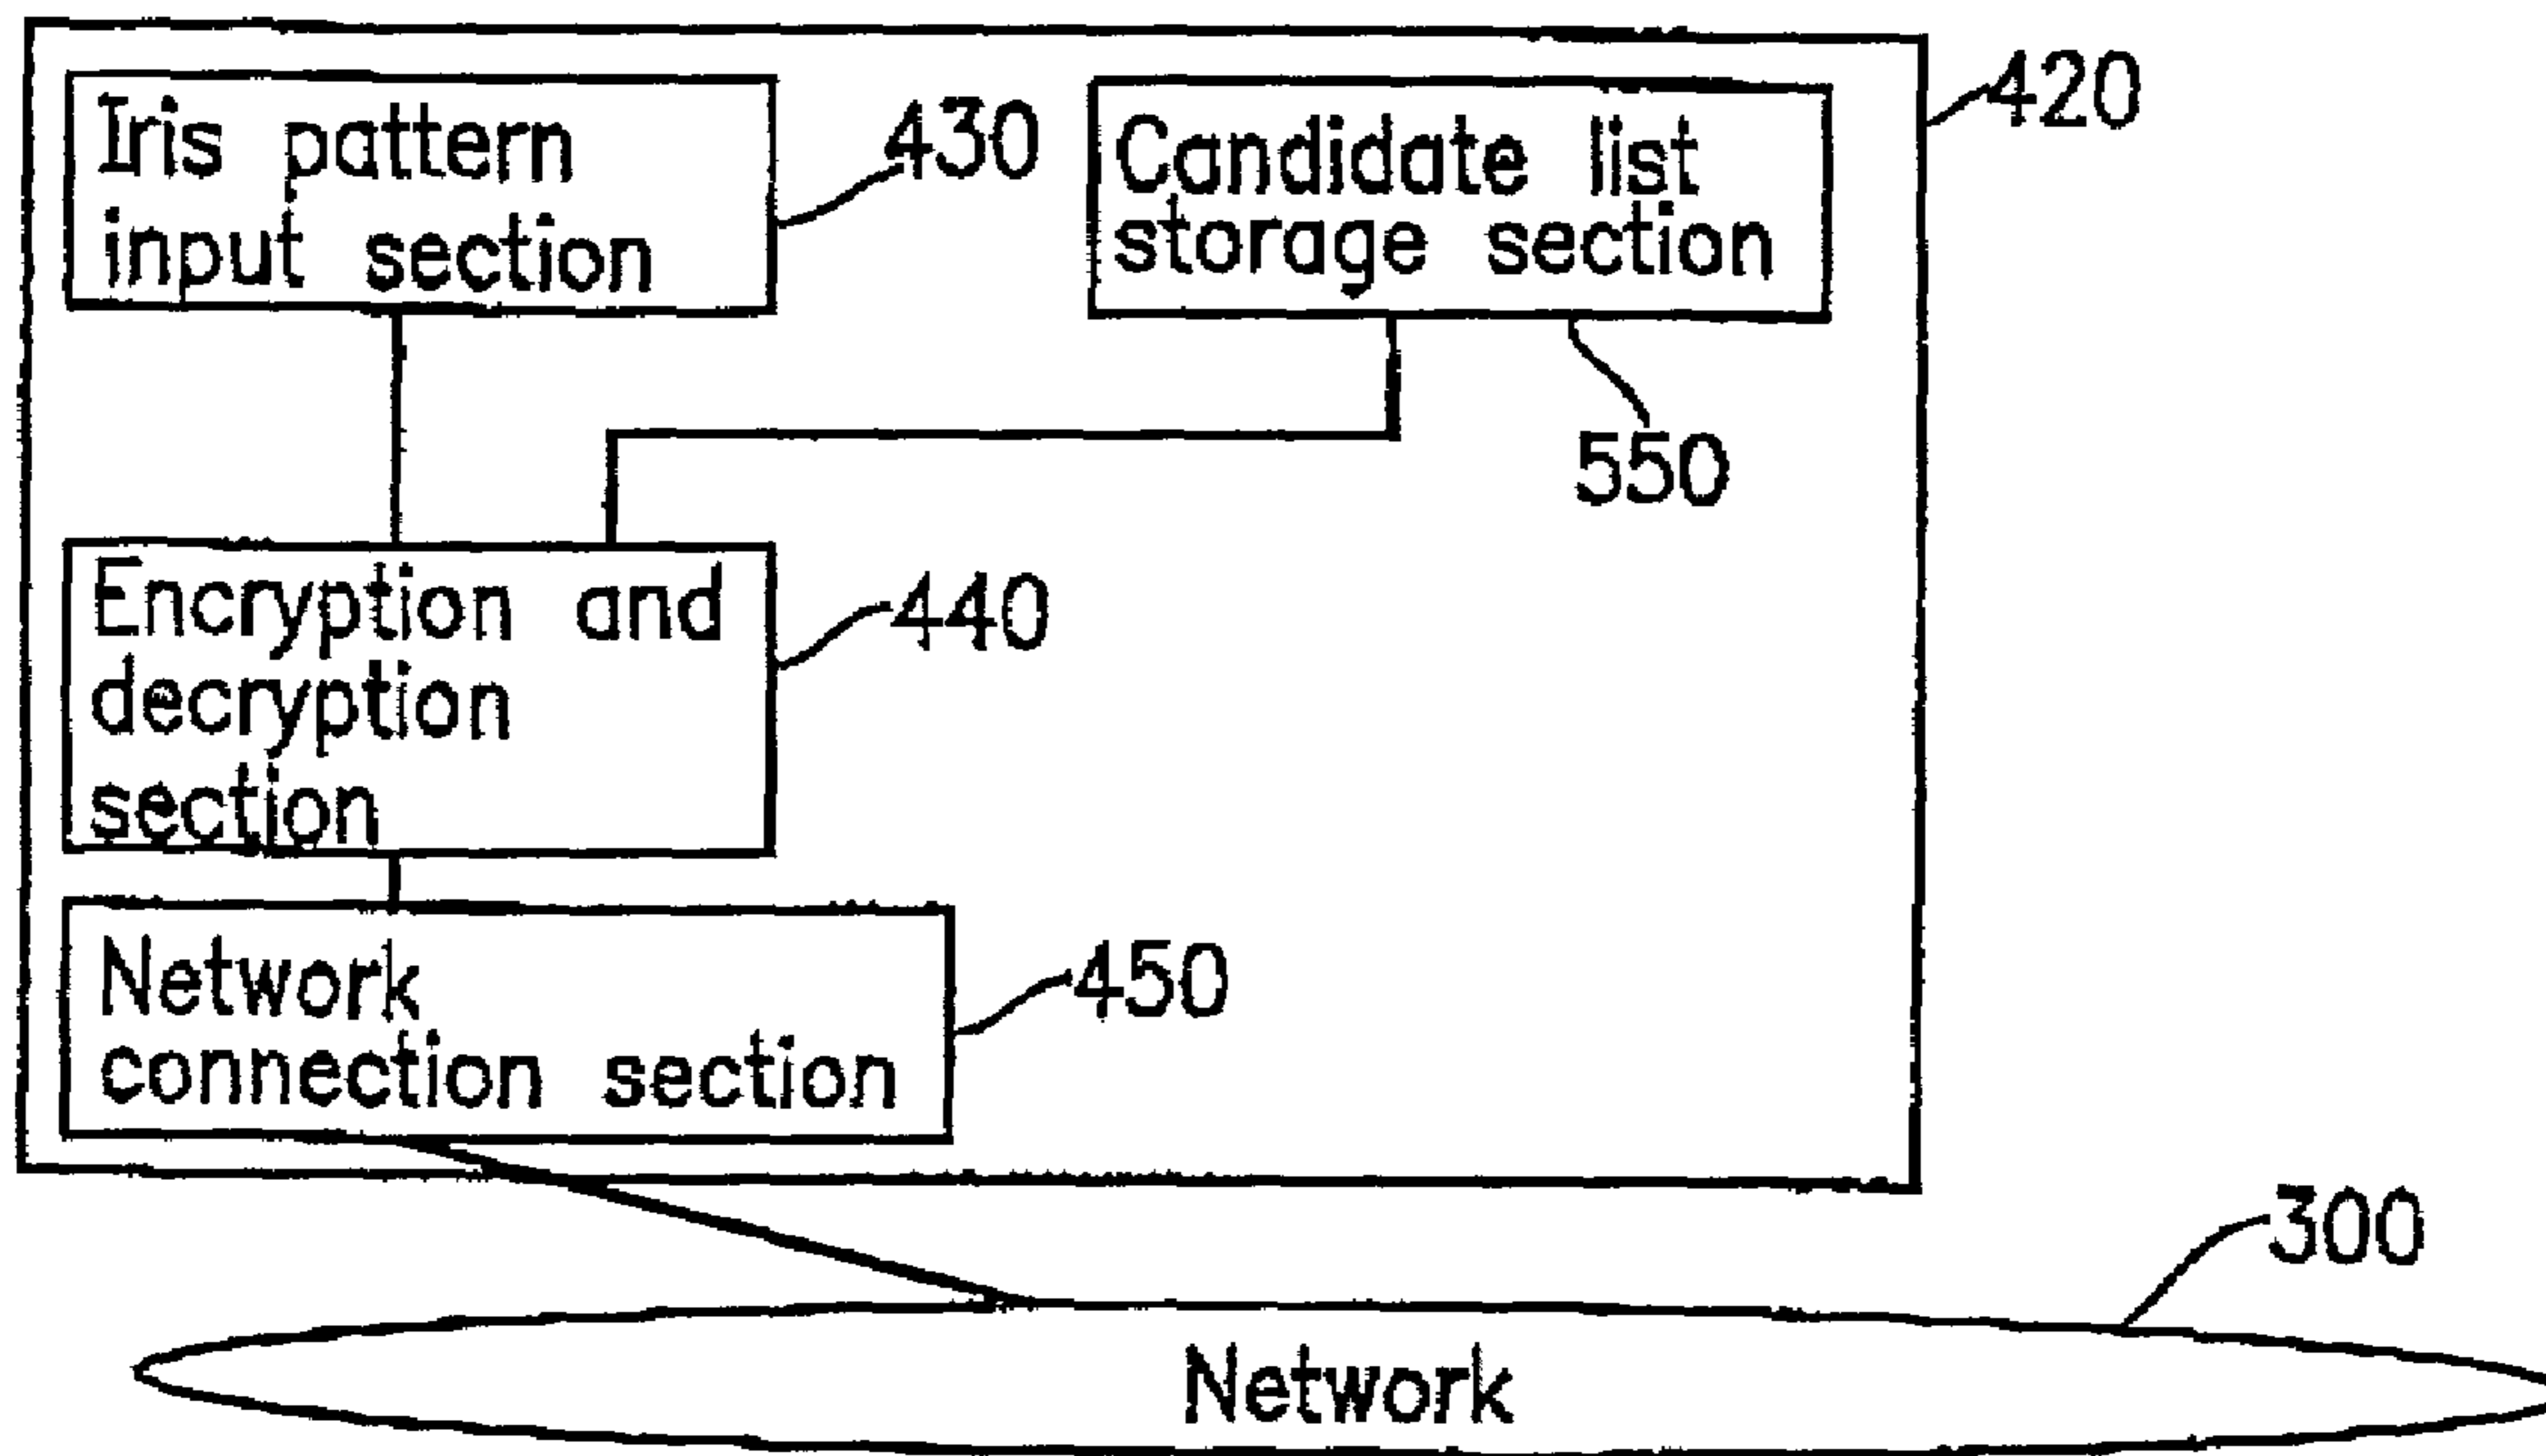 Iris pattern
input section
430
Candidate list
storage section
420
550
Encryption and
decryption
section
440
Network
connection section
450
300
Network